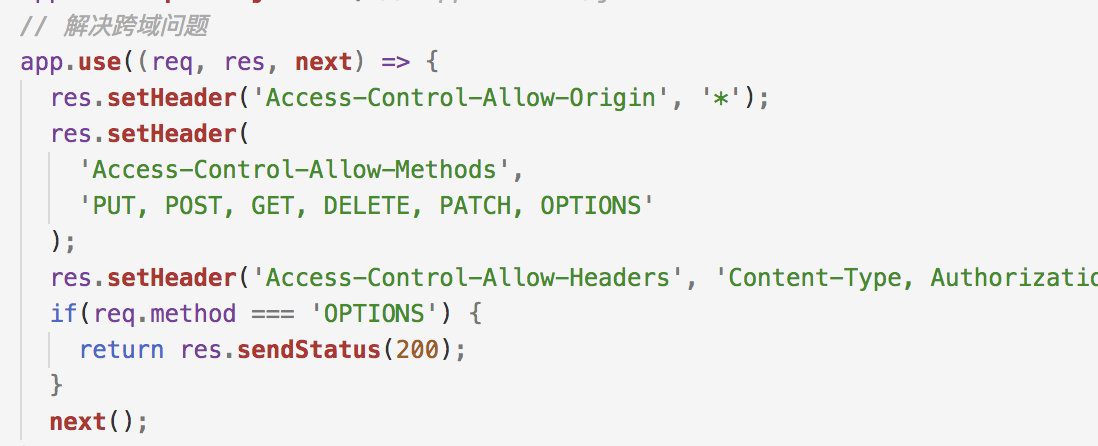 // 解决跨域问题
app.use((req, res, next) => {
res.setHeader('Access-Control-Allow-Origin', '*');
res.setHeader(
'Access-Control-Allow-Methods',
'PUT, POST, GET, DELETE, PATCH, OPTIONS'
);
res.setHeader('Access-Control-Allow-Headers', 'Content-Type,
if(req.method === 'OPTIONS') {
return res.sendStatus(200);
}
next();